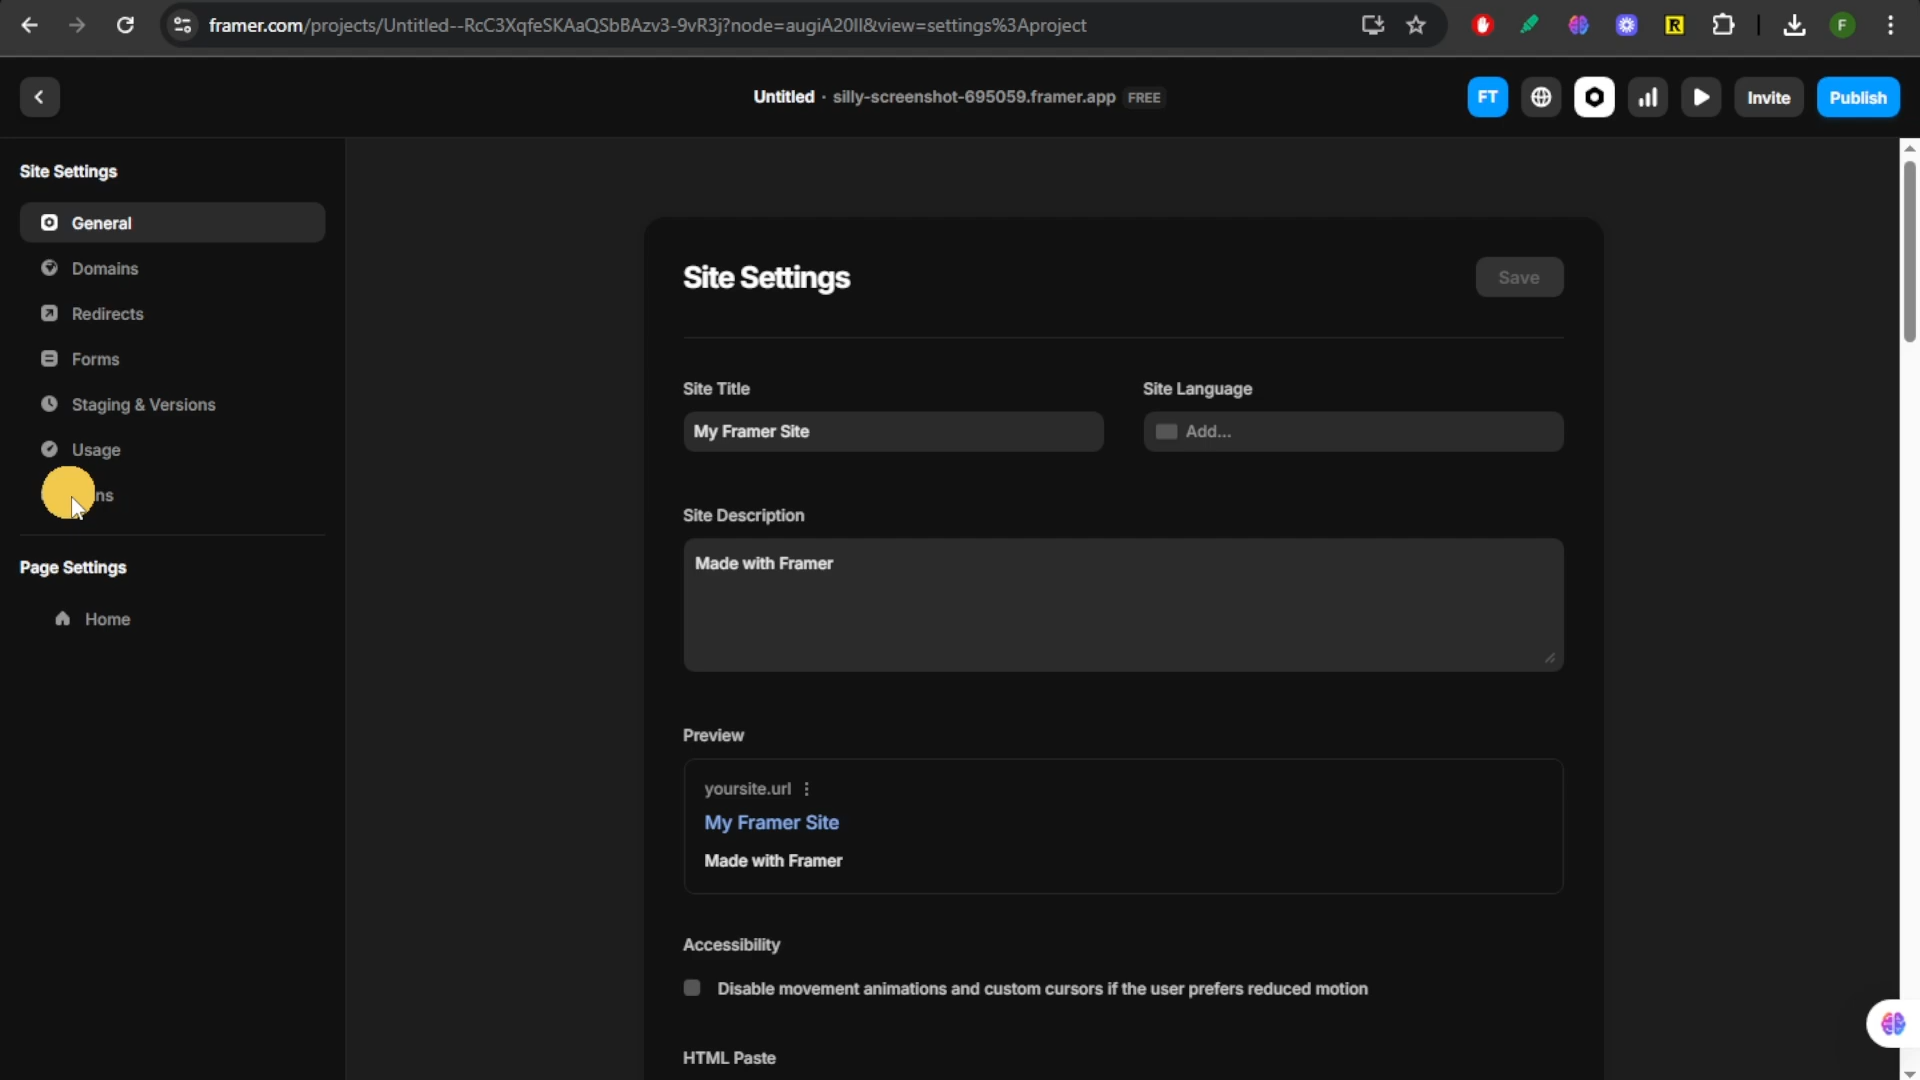 framer.com/projects/Untitled--RcC3XqfeSKAaQSbBAzv3-9vR3j?node=augiA20Il&view=settings%3Aproject
R
F
Untitled · silly-screenshot-695059.framer.app FREE
FT
Invite
Publish
Site Settings
General
Domains
Redirects
Forms
Staging & Versions
Usage
Page Settings
Home
Site Settings
Save
Site Title
Site Language
My Framer Site
Add...
Site Description
Made with Framer
Preview
yoursite.url
My Framer Site
Made with Framer
Accessibility
Disable movement animations and custom cursors if the user prefers reduced motion
HTML Paste